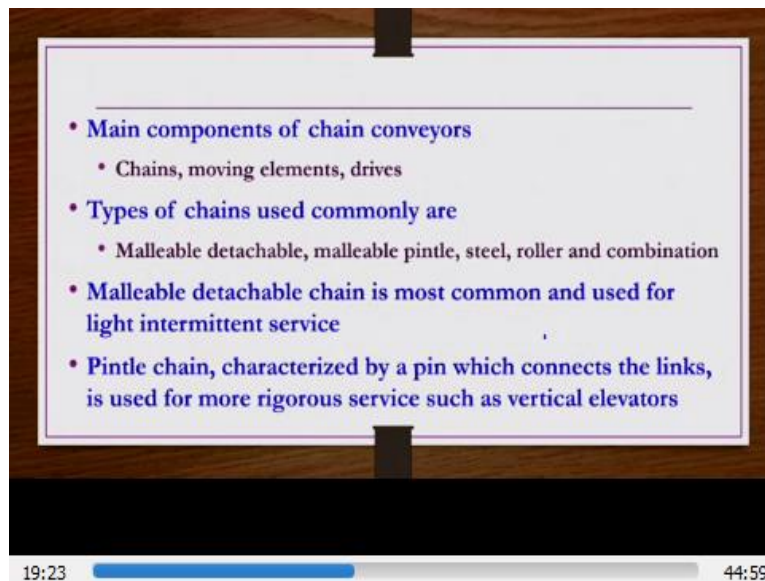 Main components of chain conveyors
Chains, moving elements, drives
Types of chains used commonly are
Malleable detachable, malleable pintle, steel, roller and combination
Malleable detachable chain is most common and used for
light intermittent service
Pintle chain, characterized by a pin which connects the links,
is used for more rigorous service such as vertical elevators
19:23
44:59